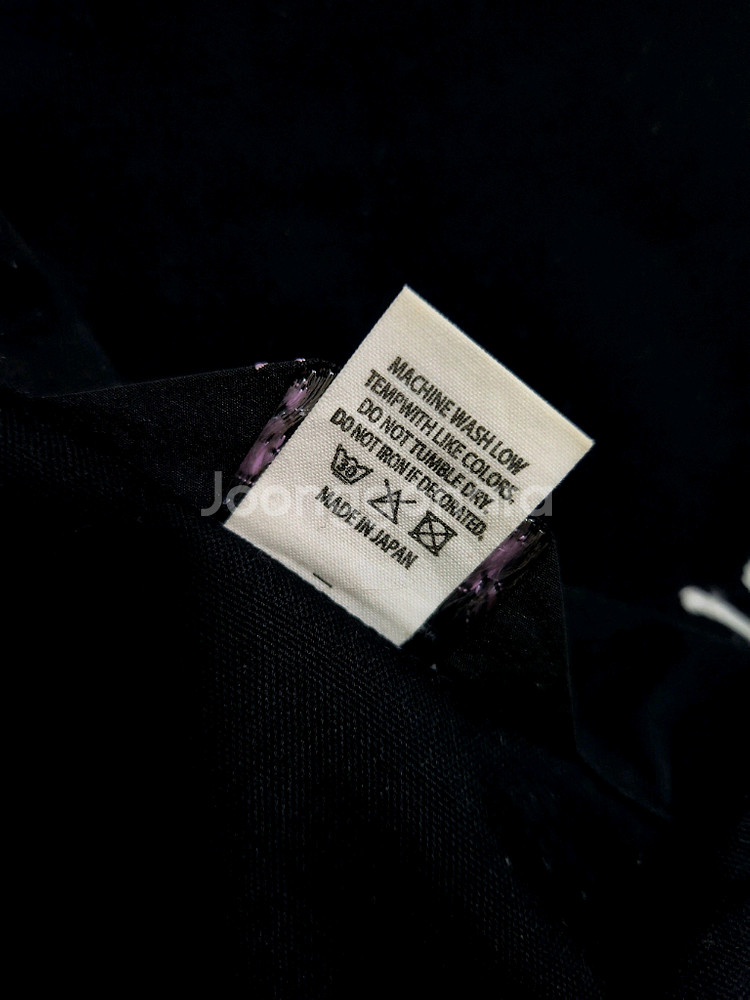 MACHINE WASH LOW
TEMP WITH LIKE COLORS.
DO NOT TUMBLE DRY.
DO NOT IRON IF DECORATED.
30
MADE IN JAPAN